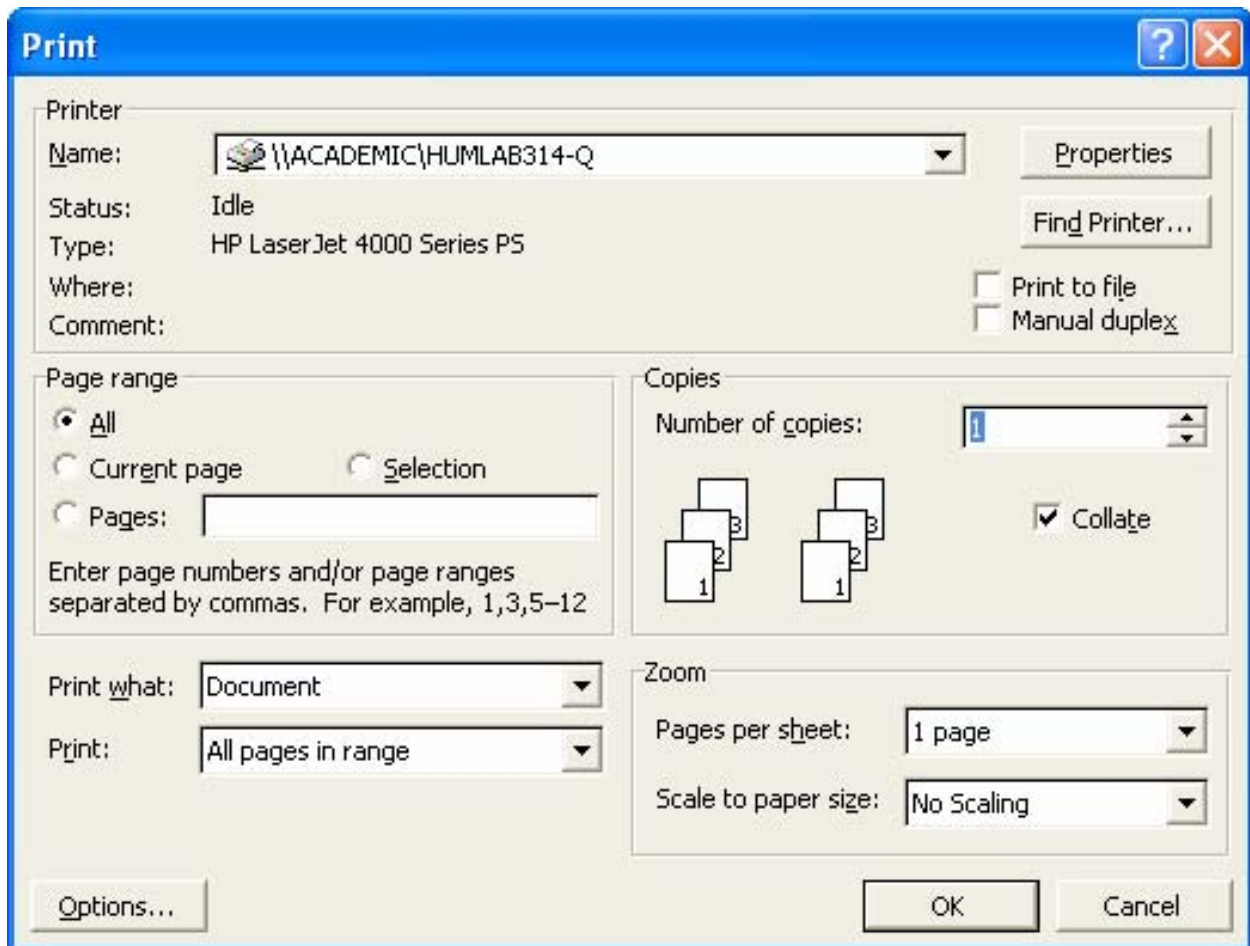 Print
Printer
Name: \\ACADEMIC\HUMLAB314-Q Properties
Status: Idle
Find Printer...
Type: HP LaserJet 4000 Series PS
Where:
Print to file
Comment:
Manual duplex
Page range
All
Current page Selection
Pages:
Enter page numbers and/or page ranges
separated by commas. For example, 1,3,5–12
Copies
Number of copies: 1
3 3
2 2
1 1
Collate
Print what: Document
Print: All pages in range
Zoom
Pages per sheet: 1 page
Scale to paper size: No Scaling
Options... OK Cancel